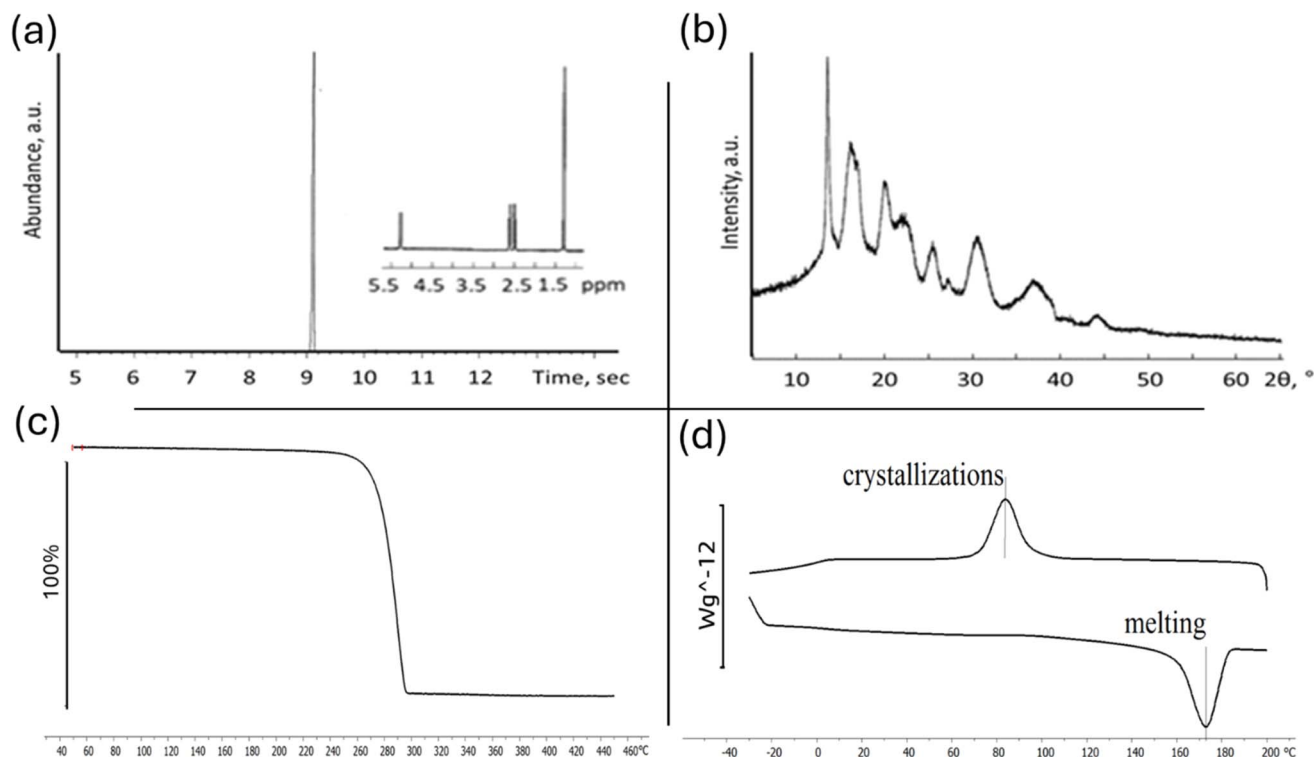 (a)
Abundance, a.u.
5.5 4.5 3.5 2.5 1.5 ppm
5 6 7 8 9 10 11 12 Time, sec
(b)
Intensity, a.u.
10 20 30 40 60 2θ, °
(c)
100%
40 60 80 100 120 140 160 180 200 220 240 260 280 300 320 340 360 380 400 420 440 460°C
(d)
crystallizations
Wg^-12
melting
-40 -20 0 20 40 60 80 100 120 140 160 180 200 °C